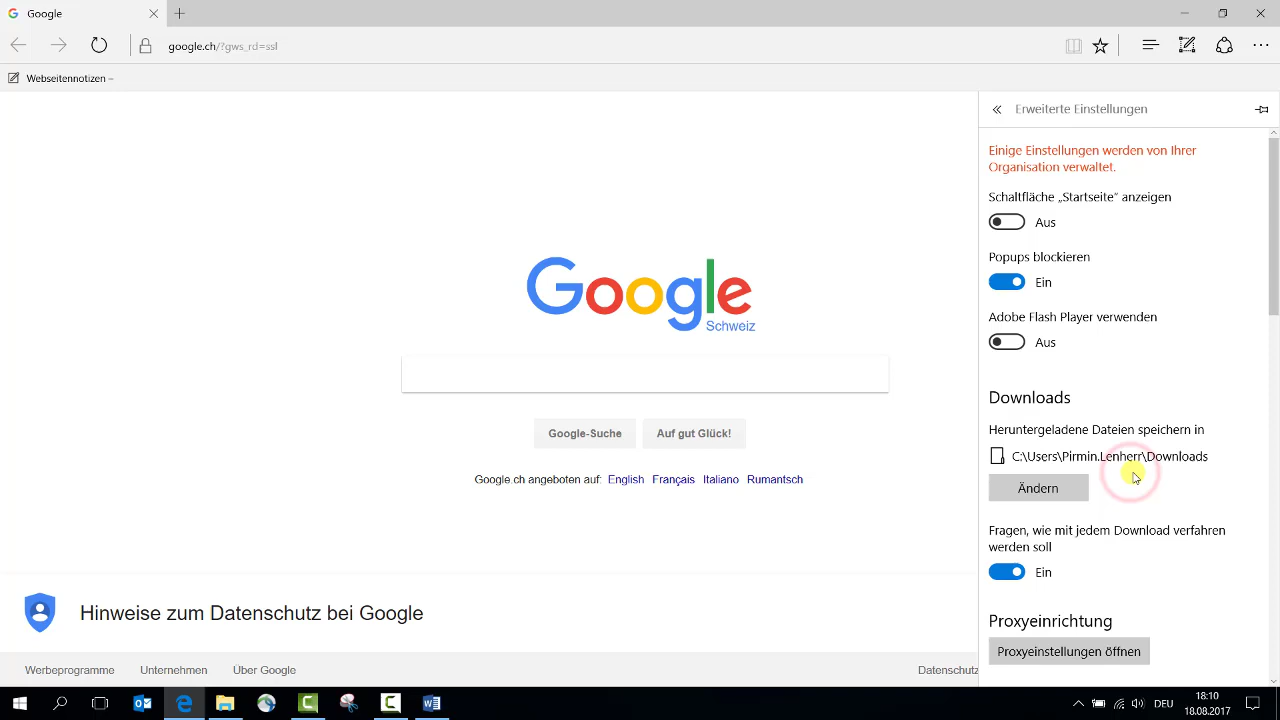 Google
google.ch/?gws_rd=ssl
Webseitennotizen –
Erweiterte Einstellungen
Einige Einstellungen werden von Ihrer
Organisation verwaltet.
Schaltfläche „Startseite“ anzeigen
Aus
Popups blockieren
Ein
Adobe Flash Player verwenden
Aus
Downloads
Heruntergeladene Dateien speichern in
C:\Users\Pirmin.Lenherr\Downloads
Ändern
Fragen, wie mit jedem Download verfahren
werden soll
Ein
Proxyeinrichtung
Proxyeinstellungen öffnen
Google
Schweiz
Google-Suche
Auf gut Glück!
Google.ch angeboten auf: English Français Italiano Rumantsch
Hinweise zum Datenschutz bei Google
Werbeprogramme Unternehmen Über Google Datenschutz
DEU
18:10
18.08.2017